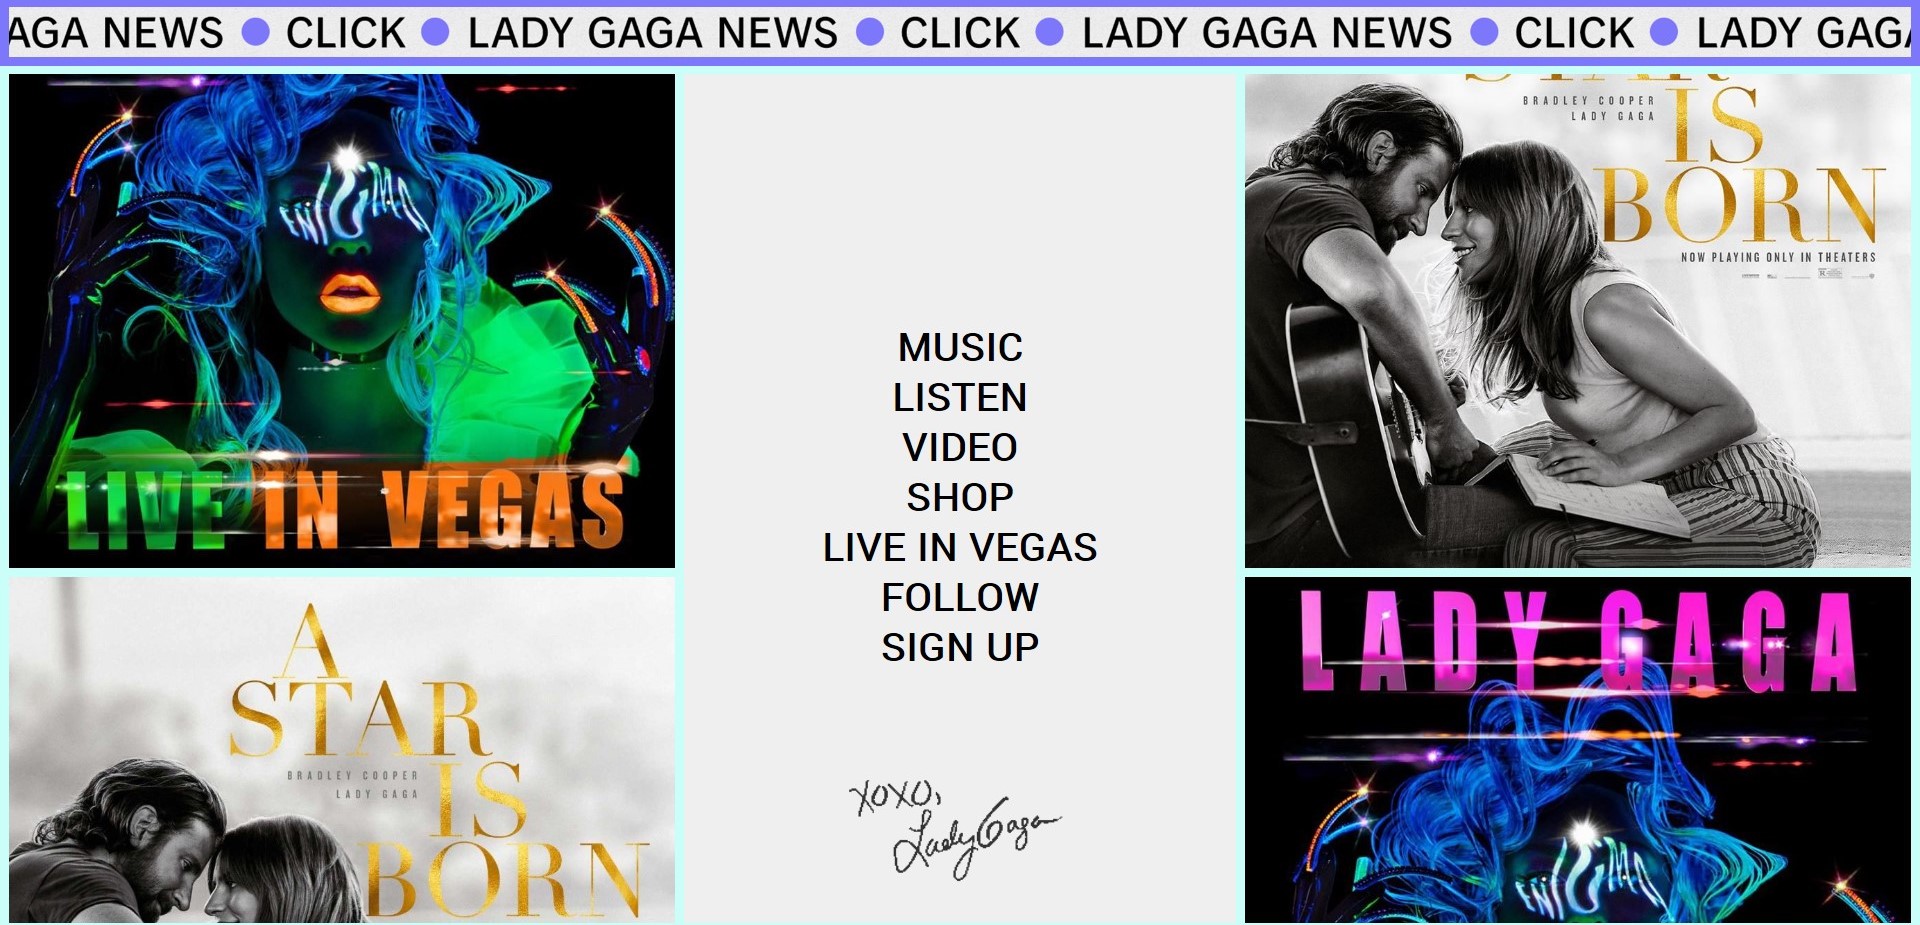 AGA NEWS CLICK LADY GAGA NEWS CLICK LADY GAGA NEWS CLICK LADY GAGA
ENIGMA
LIVE IN VEGAS
A
STAR
BRADLEY COOPER
LADY GAGA
IS
BORN
MUSIC
LISTEN
VIDEO
SHOP
LIVE IN VEGAS
FOLLOW
SIGN UP
XOXO,
Lady Gaga
STAR
BRADLEY COOPER
LADY GAGA
IS
BORN
NOW PLAYING ONLY IN THEATERS
LADY GAGA
ENIGMA